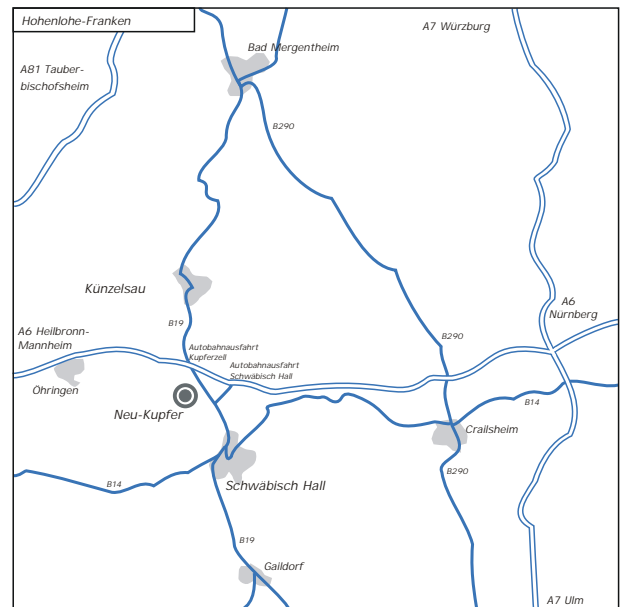 Hohenlohe-Franken
A7 Würzburg
Bad Mergentheim
A81 Tauber-
bischofsheim
B290
Künzelsau
A6
Nürnberg
B19
A6 Heilbronn-
Mannheim
B290
Autobahnausfahrt
Kupferzell
Autobahnausfahrt
Schwäbisch Hall
Öhringen
Neu-Kupfer
B14
Crailsheim
B290
B14
Schwäbisch Hall
B19
Gaildorf
A7 Ulm